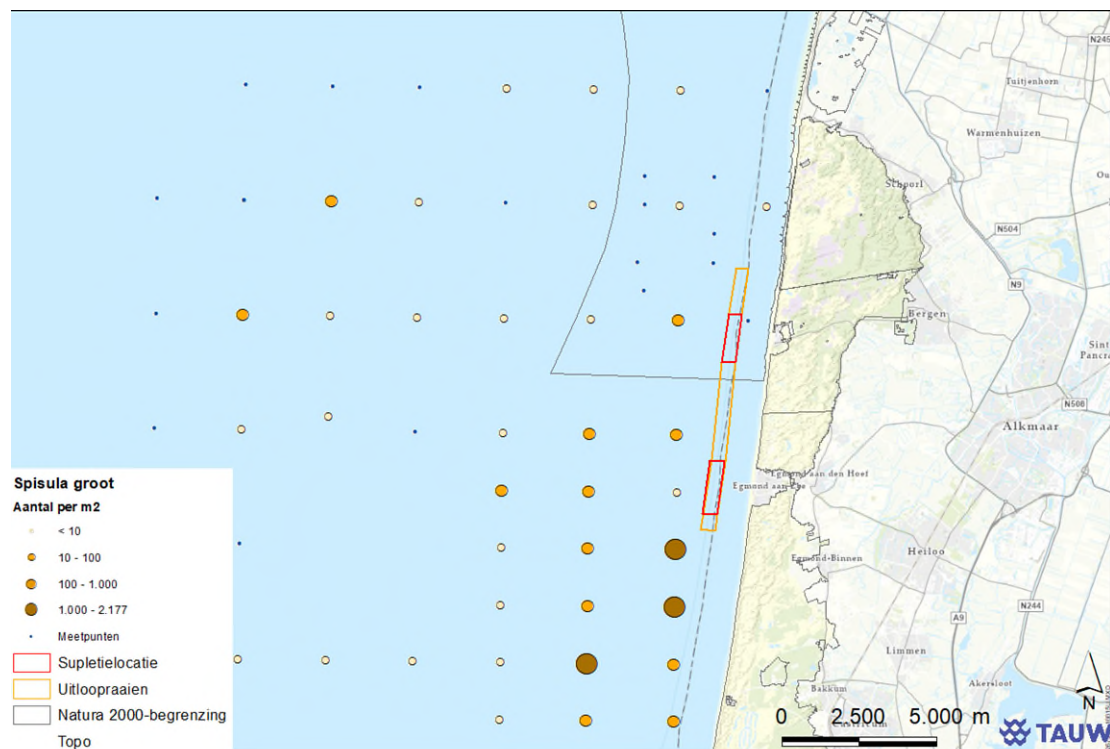 N245
Tuitjenhorn
Warmenhuizen
Schoorl
N504
N9
Bergen
Sint
Pancra
N508
Alkmaar
Egmond aan den Hoef
Egmond aan Zee
Heiloo
Egmond-Binnen
N244
A9
Limmen
Akersloot
Bakkum
Castricum
Spisula groot
Aantal per m2
< 10
10 - 100
100 - 1.000
1.000 - 2.177
Meetpunten
Supletielocatie
Uitloopraaien
Natura 2000-begrenzing
Topo
0 2.500 5.000 m
N
TAUW